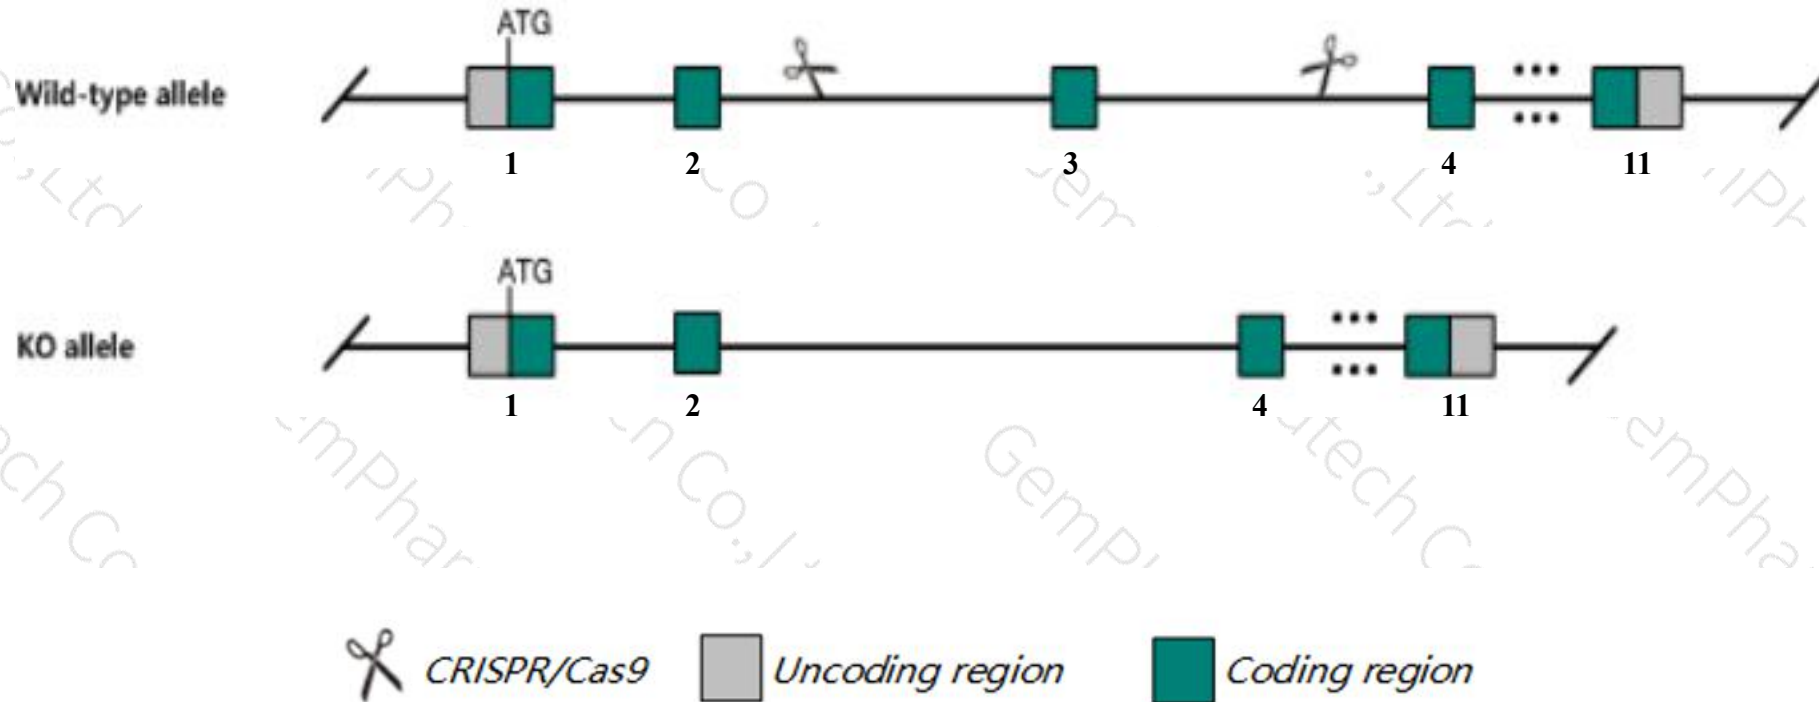 ATG
Wild-type allele
1 2 3 4 11
ATG
KO allele
1 2 4 11
CRISPR/Cas9 Uncoding region Coding region